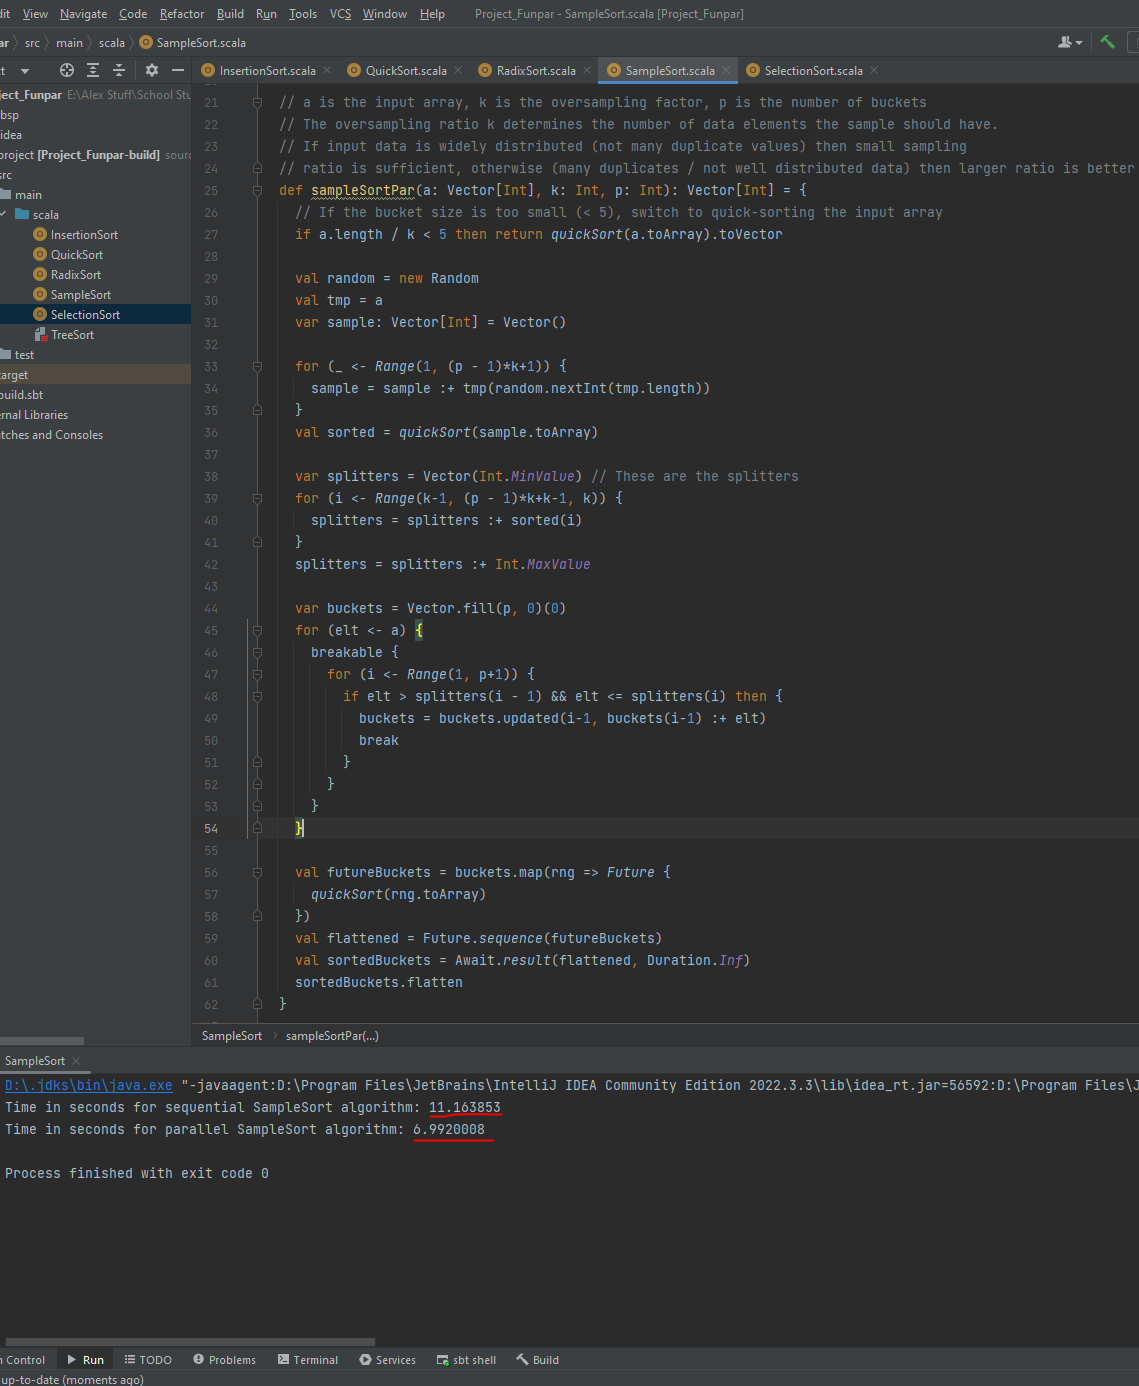 dit View Navigate Code Refactor Build Run Tools VCS Window Help Project_Funpar - SampleSort.scala [Project_Funpar]
ar src main scala SampleSort.scala
InsertionSort.scala QuickSort.scala RadixSort.scala SampleSort.scala SelectionSort.scala
ject_Funpar E:\Alex Stuff\School Stu
bsp
idea
project [Project_Funpar-build] sourc
src
main
scala
InsertionSort
QuickSort
RadixSort
SampleSort
SelectionSort
TreeSort
test
target
build.sbt
ernal Libraries
atches and Consoles
21 // a is the input array, k is the oversampling factor, p is the number of buckets
22 // The oversampling ratio k determines the number of data elements the sample should have.
23 // If input data is widely distributed (not many duplicate values) then small sampling
24 // ratio is sufficient, otherwise (many duplicates / not well distributed data) then larger ratio is better
25 def sampleSortPar(a: Vector[Int], k: Int, p: Int): Vector[Int] = {
26 // If the bucket size is too small (< 5), switch to quick-sorting the input array
27 if a.length / k < 5 then return quickSort(a.toArray).toVector
28
29 val random = new Random
30 val tmp = a
31 var sample: Vector[Int] = Vector()
32
33 for (_ <- Range(1, (p - 1)*k+1)) {
34 sample = sample :+ tmp(random.nextInt(tmp.length))
35 }
36 val sorted = quickSort(sample.toArray)
37
38 var splitters = Vector(Int.MinValue) // These are the splitters
39 for (i <- Range(k-1, (p - 1)*k+k-1, k)) {
40 splitters = splitters :+ sorted(i)
41 }
42 splitters = splitters :+ Int.MaxValue
43
44 var buckets = Vector.fill(p, 0)(0)
45 for (elt <- a) {
46 breakable {
47 for (i <- Range(1, p+1)) {
48 if elt > splitters(i - 1) && elt <= splitters(i) then {
49 buckets = buckets.updated(i-1, buckets(i-1) :+ elt)
50 break
51 }
52 }
53 }
54 }
55
56 val futureBuckets = buckets.map(rng => Future {
57 quickSort(rng.toArray)
58 })
59 val flattened = Future.sequence(futureBuckets)
60 val sortedBuckets = Await.result(flattened, Duration.Inf)
61 sortedBuckets.flatten
62 }
SampleSort sampleSortPar(...)
SampleSort
D:\.jdks\bin\java.exe "-javaagent:D:\Program Files\JetBrains\IntelliJ IDEA Community Edition 2022.3.3\lib\idea_rt.jar=56592:D:\Program Files\J
Time in seconds for sequential SampleSort algorithm: 11.163853
Time in seconds for parallel SampleSort algorithm: 6.9920008
Process finished with exit code 0
n Control Run TODO Problems Terminal Services sbt shell Build
up-to-date (moments ago)